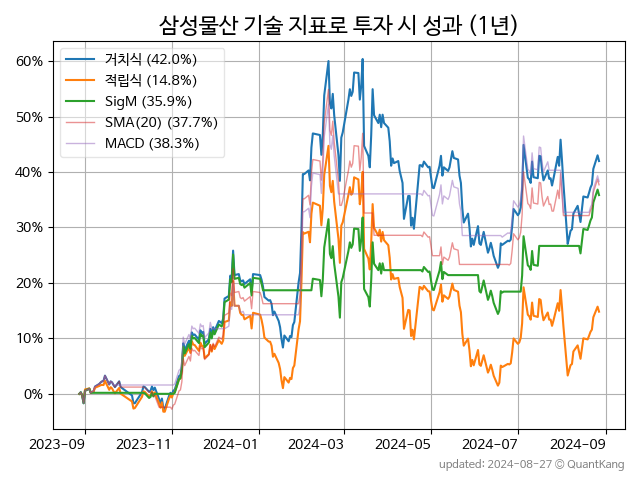 삼성물산 기술 지표로 투자 시 성과 (1년)
거치식 (42.0%)
적립식 (14.8%)
SigM (35.9%)
SMA(20) (37.7%)
MACD (38.3%)
60%
50%
40%
30%
20%
10%
0%
2023-09 2023-11 2024-01 2024-03 2024-05 2024-07 2024-09
updated: 2024-08-27 © QuantKang